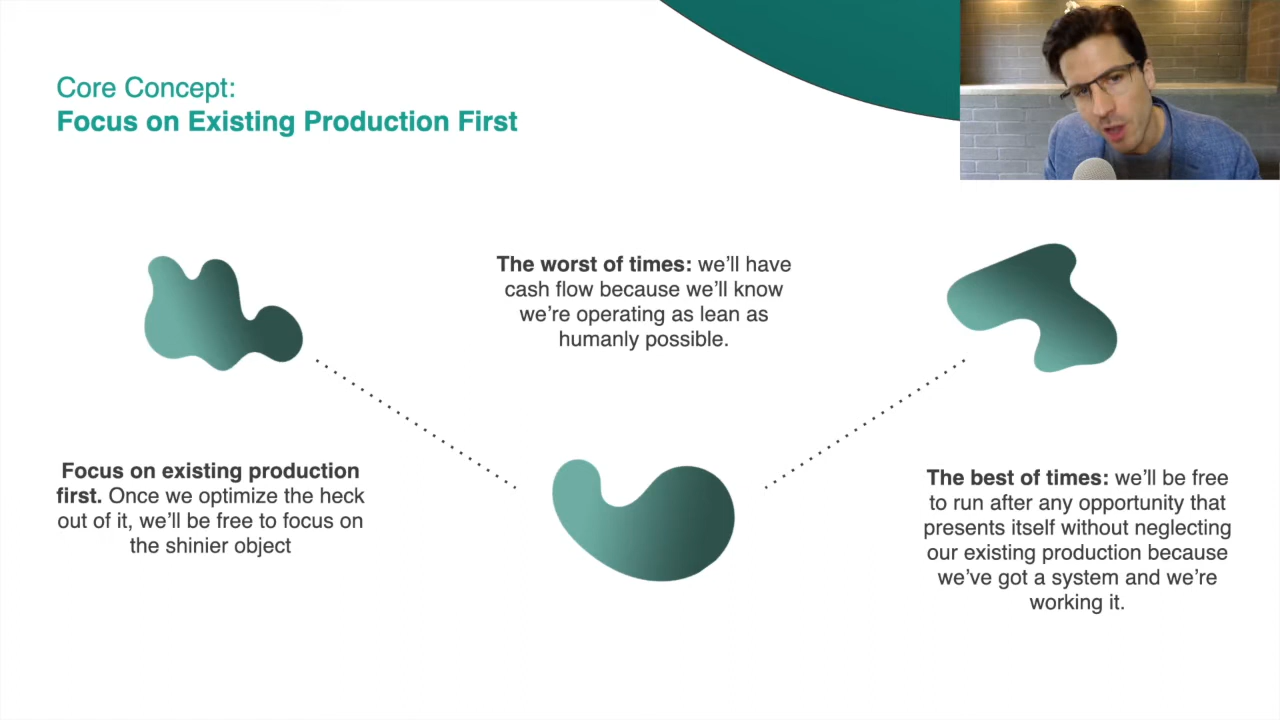 Core Concept:
Focus on Existing Production First
The worst of times: we'll have
cash flow because we'll know
we're operating as lean as
humanly possible.
Focus on existing production
first. Once we optimize the heck
out of it, we'll be free to focus on
the shinier object
The best of times: we'll be free
to run after any opportunity that
presents itself without neglecting
our existing production because
we've got a system and we're
working it.